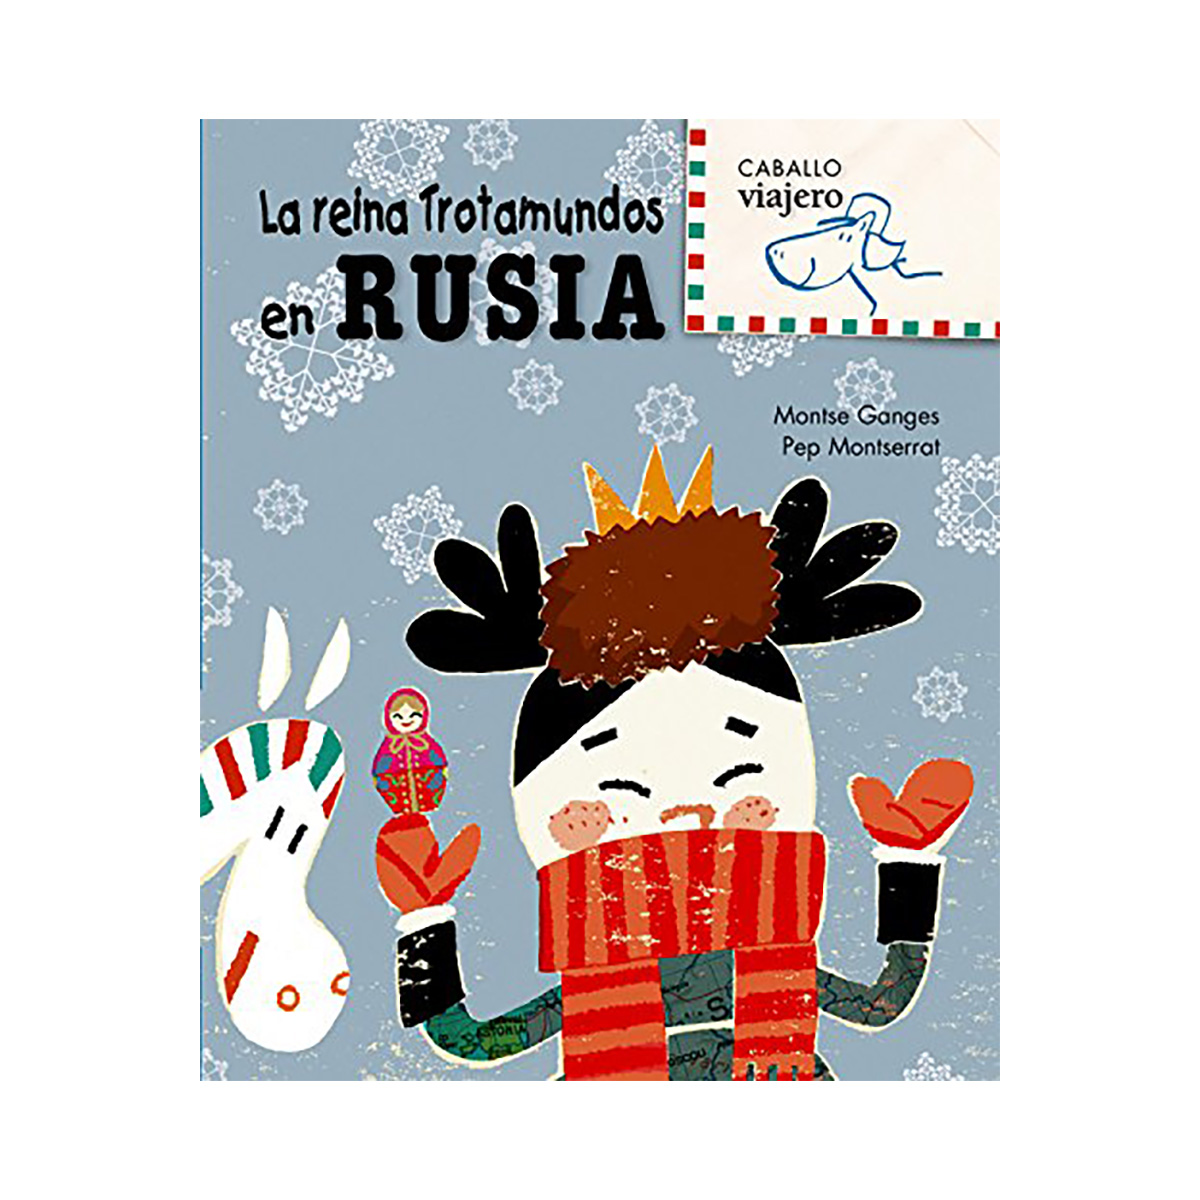 La reina Trotamundos
en RUSIA
CABALLO
viajero
Montse Ganges
Pep Montserrat